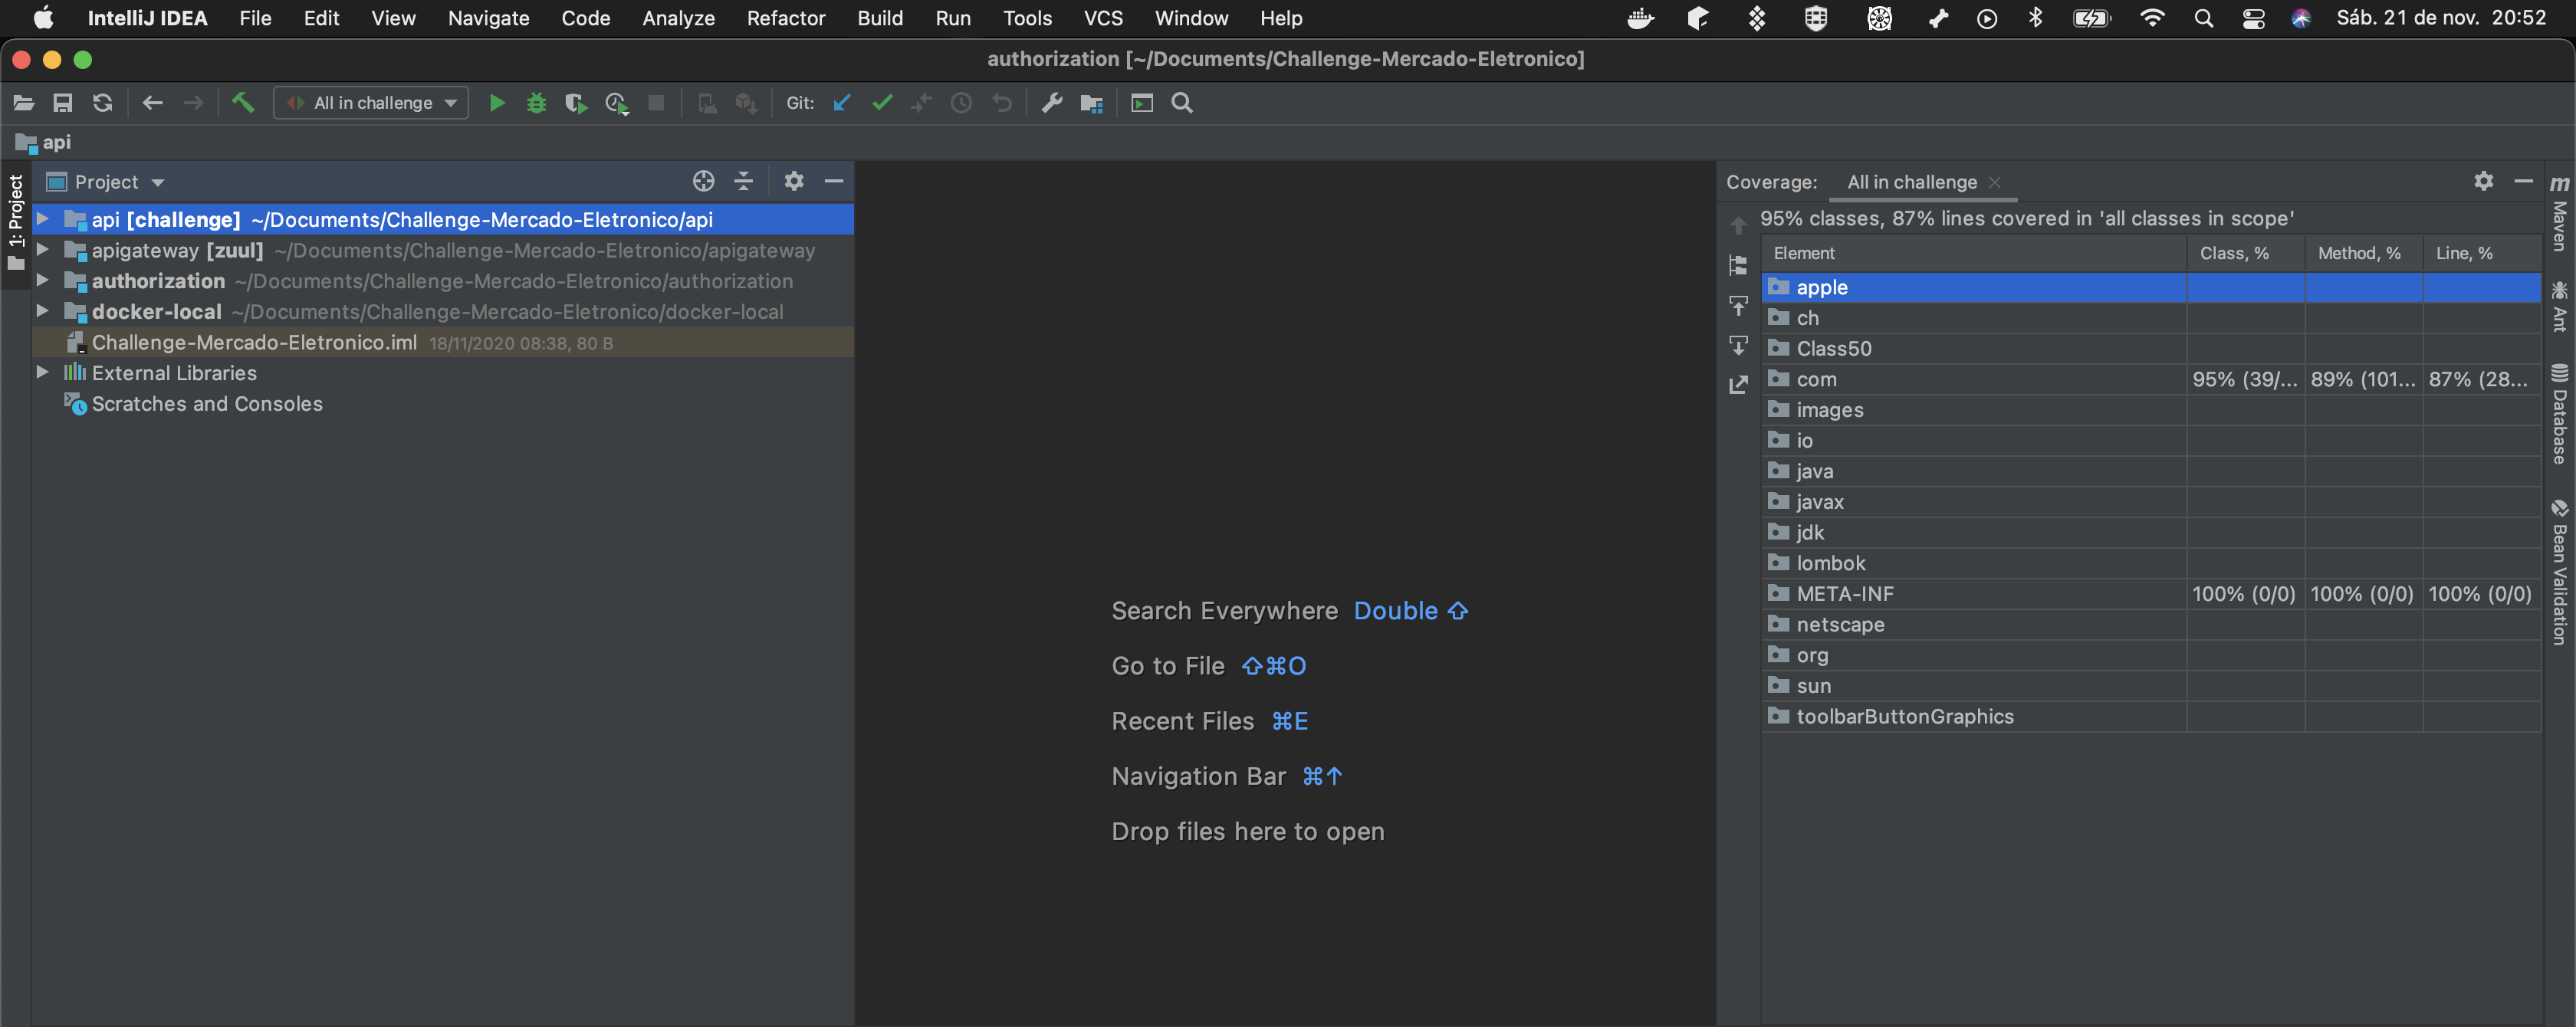 IntelliJ IDEA File Edit View Navigate Code Analyze Refactor Build Run Tools VCS Window Help Sáb. 21 de nov. 20:52
authorization [~/Documents/Challenge-Mercado-Eletronico]
All in challenge Git:
api
1: Project
Project
api [challenge] ~/Documents/Challenge-Mercado-Eletronico/api
apigateway [zuul] ~/Documents/Challenge-Mercado-Eletronico/apigateway
authorization ~/Documents/Challenge-Mercado-Eletronico/authorization
docker-local ~/Documents/Challenge-Mercado-Eletronico/docker-local
Challenge-Mercado-Eletronico.iml 18/11/2020 08:38, 80 B
External Libraries
Scratches and Consoles
Search Everywhere Double ⇧
Go to File ⇧⌘O
Recent Files ⌘E
Navigation Bar ⌘↑
Drop files here to open
Coverage: All in challenge
95% classes, 87% lines covered in 'all classes in scope'
Element Class, % Method, % Line, %
apple
ch
Class50
com 95% (39/... 89% (101... 87% (28...
images
io
java
javax
jdk
lombok
META-INF 100% (0/0) 100% (0/0) 100% (0/0)
netscape
org
sun
toolbarButtonGraphics
m Maven
Ant
Database
Bean Validation